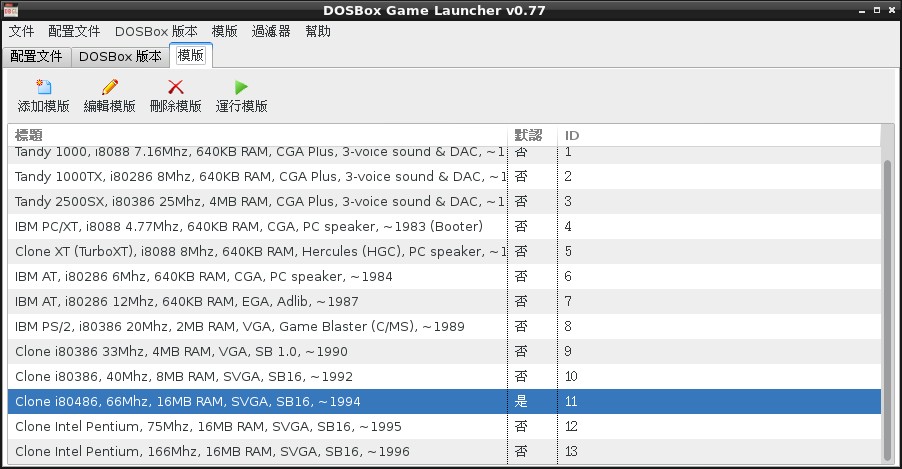 DOSBox Game Launcher v0.77
文件 配置文件 DOSBox 版本 模版 過濾器 幫助
配置文件 DOSBox 版本 模版
添加模版 編輯模版 刪除模版 運行模版
標題 默認 ID
Tandy 1000, i8088 7.16Mhz, 640KB RAM, CGA Plus, 3-voice sound & DAC, ~1 否 1
Tandy 1000TX, i80286 8Mhz, 640KB RAM, CGA Plus, 3-voice sound & DAC, ~1 否 2
Tandy 2500SX, i80386 25Mhz, 4MB RAM, CGA Plus, 3-voice sound & DAC, ~1 否 3
IBM PC/XT, i8088 4.77Mhz, 640KB RAM, CGA, PC speaker, ~1983 (Booter) 否 4
Clone XT (TurboXT), i8088 8Mhz, 640KB RAM, Hercules (HGC), PC speaker, ~1 否 5
IBM AT, i80286 6Mhz, 640KB RAM, CGA, PC speaker, ~1984 否 6
IBM AT, i80286 12Mhz, 640KB RAM, EGA, Adlib, ~1987 否 7
IBM PS/2, i80386 20Mhz, 2MB RAM, VGA, Game Blaster (C/MS), ~1989 否 8
Clone i80386 33Mhz, 4MB RAM, VGA, SB 1.0, ~1990 否 9
Clone i80386, 40Mhz, 8MB RAM, SVGA, SB16, ~1992 否 10
Clone i80486, 66Mhz, 16MB RAM, SVGA, SB16, ~1994 是 11
Clone Intel Pentium, 75Mhz, 16MB RAM, SVGA, SB16, ~1995 否 12
Clone Intel Pentium, 166Mhz, 16MB RAM, SVGA, SB16, ~1996 否 13